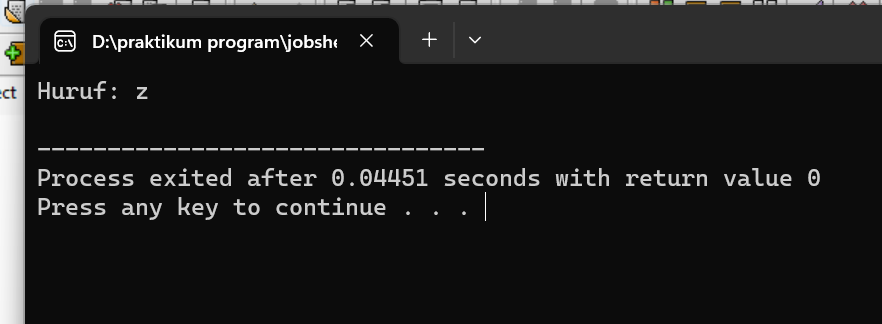 D:\praktikum program\jobshe
ect
Huruf: z
--------------------------------
Process exited after 0.04451 seconds with return value 0
Press any key to continue . . .